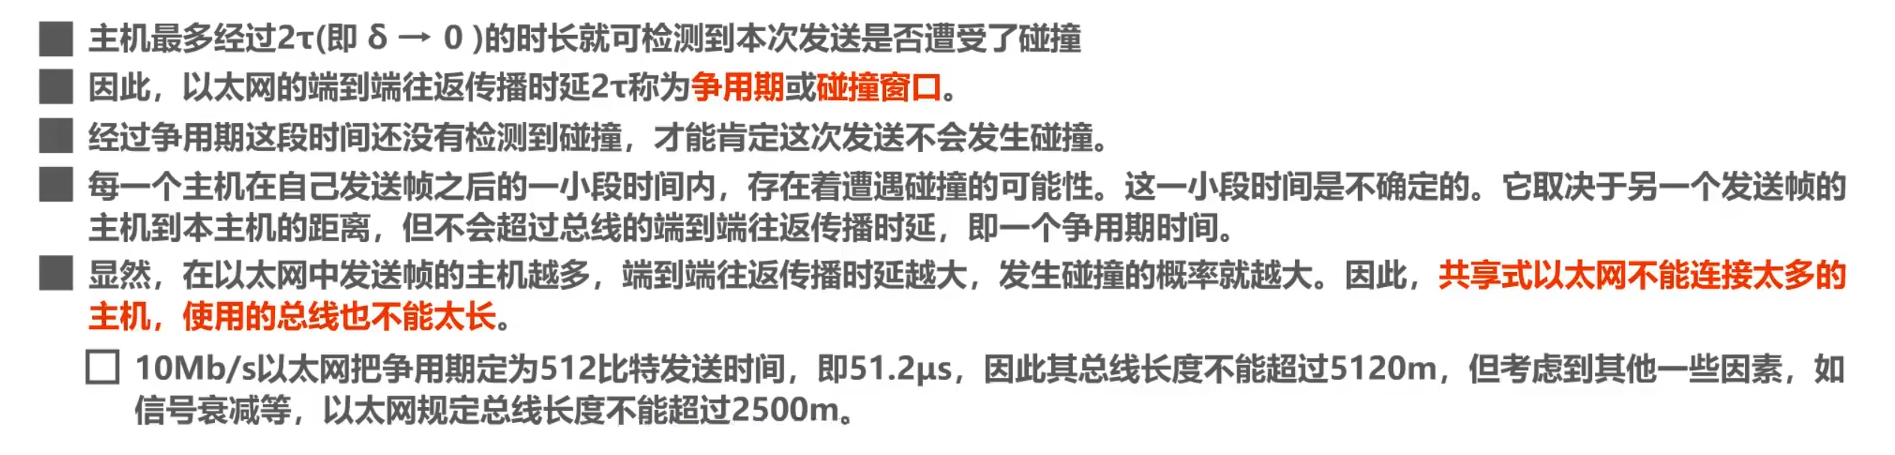 主机最多经过2τ(即 δ → 0 )的时长就可检测到本次发送是否遭受了碰撞
因此，以太网的端到端往返传播时延2τ称为争用期或碰撞窗口。
经过争用期这段时间还没有检测到碰撞，才能肯定这次发送不会发生碰撞。
每一个主机在自己发送帧之后的一小段时间内，存在着遭遇碰撞的可能性。这一小段时间是不确定的。它取决于另一个发送帧的
主机到本主机的距离，但不会超过总线的端到端往返传播时延，即一个争用期时间。
显然，在以太网中发送帧的主机越多，端到端往返传播时延越大，发生碰撞的概率就越大。因此，共享式以太网不能连接太多的
主机，使用的总线也不能太长。
10Mb/s以太网把争用期定为512比特发送时间，即51.2μs，因此其总线长度不能超过5120m，但考虑到其他一些因素，如
信号衰减等，以太网规定总线长度不能超过2500m。